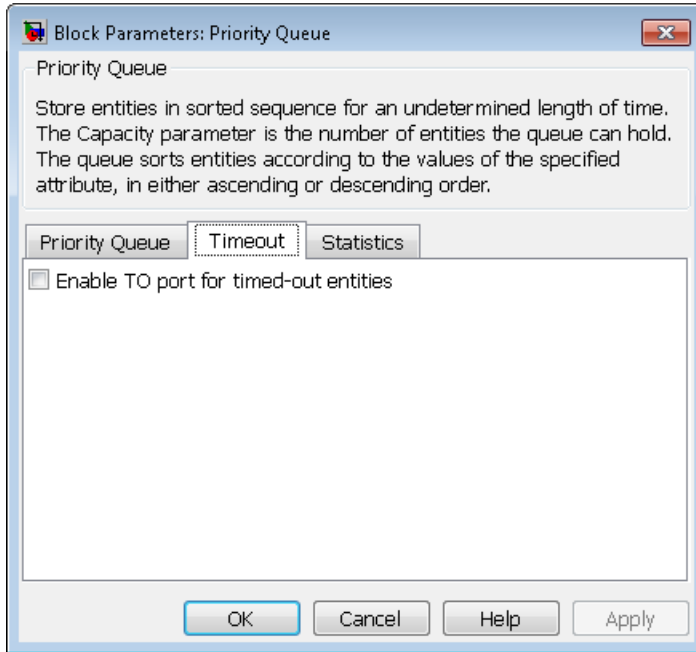 Block Parameters: Priority Queue
Priority Queue
Store entities in sorted sequence for an undetermined length of time.
The Capacity parameter is the number of entities the queue can hold.
The queue sorts entities according to the values of the specified
attribute, in either ascending or descending order.
Priority Queue Timeout Statistics
Enable TO port for timed-out entities
OK Cancel Help Apply